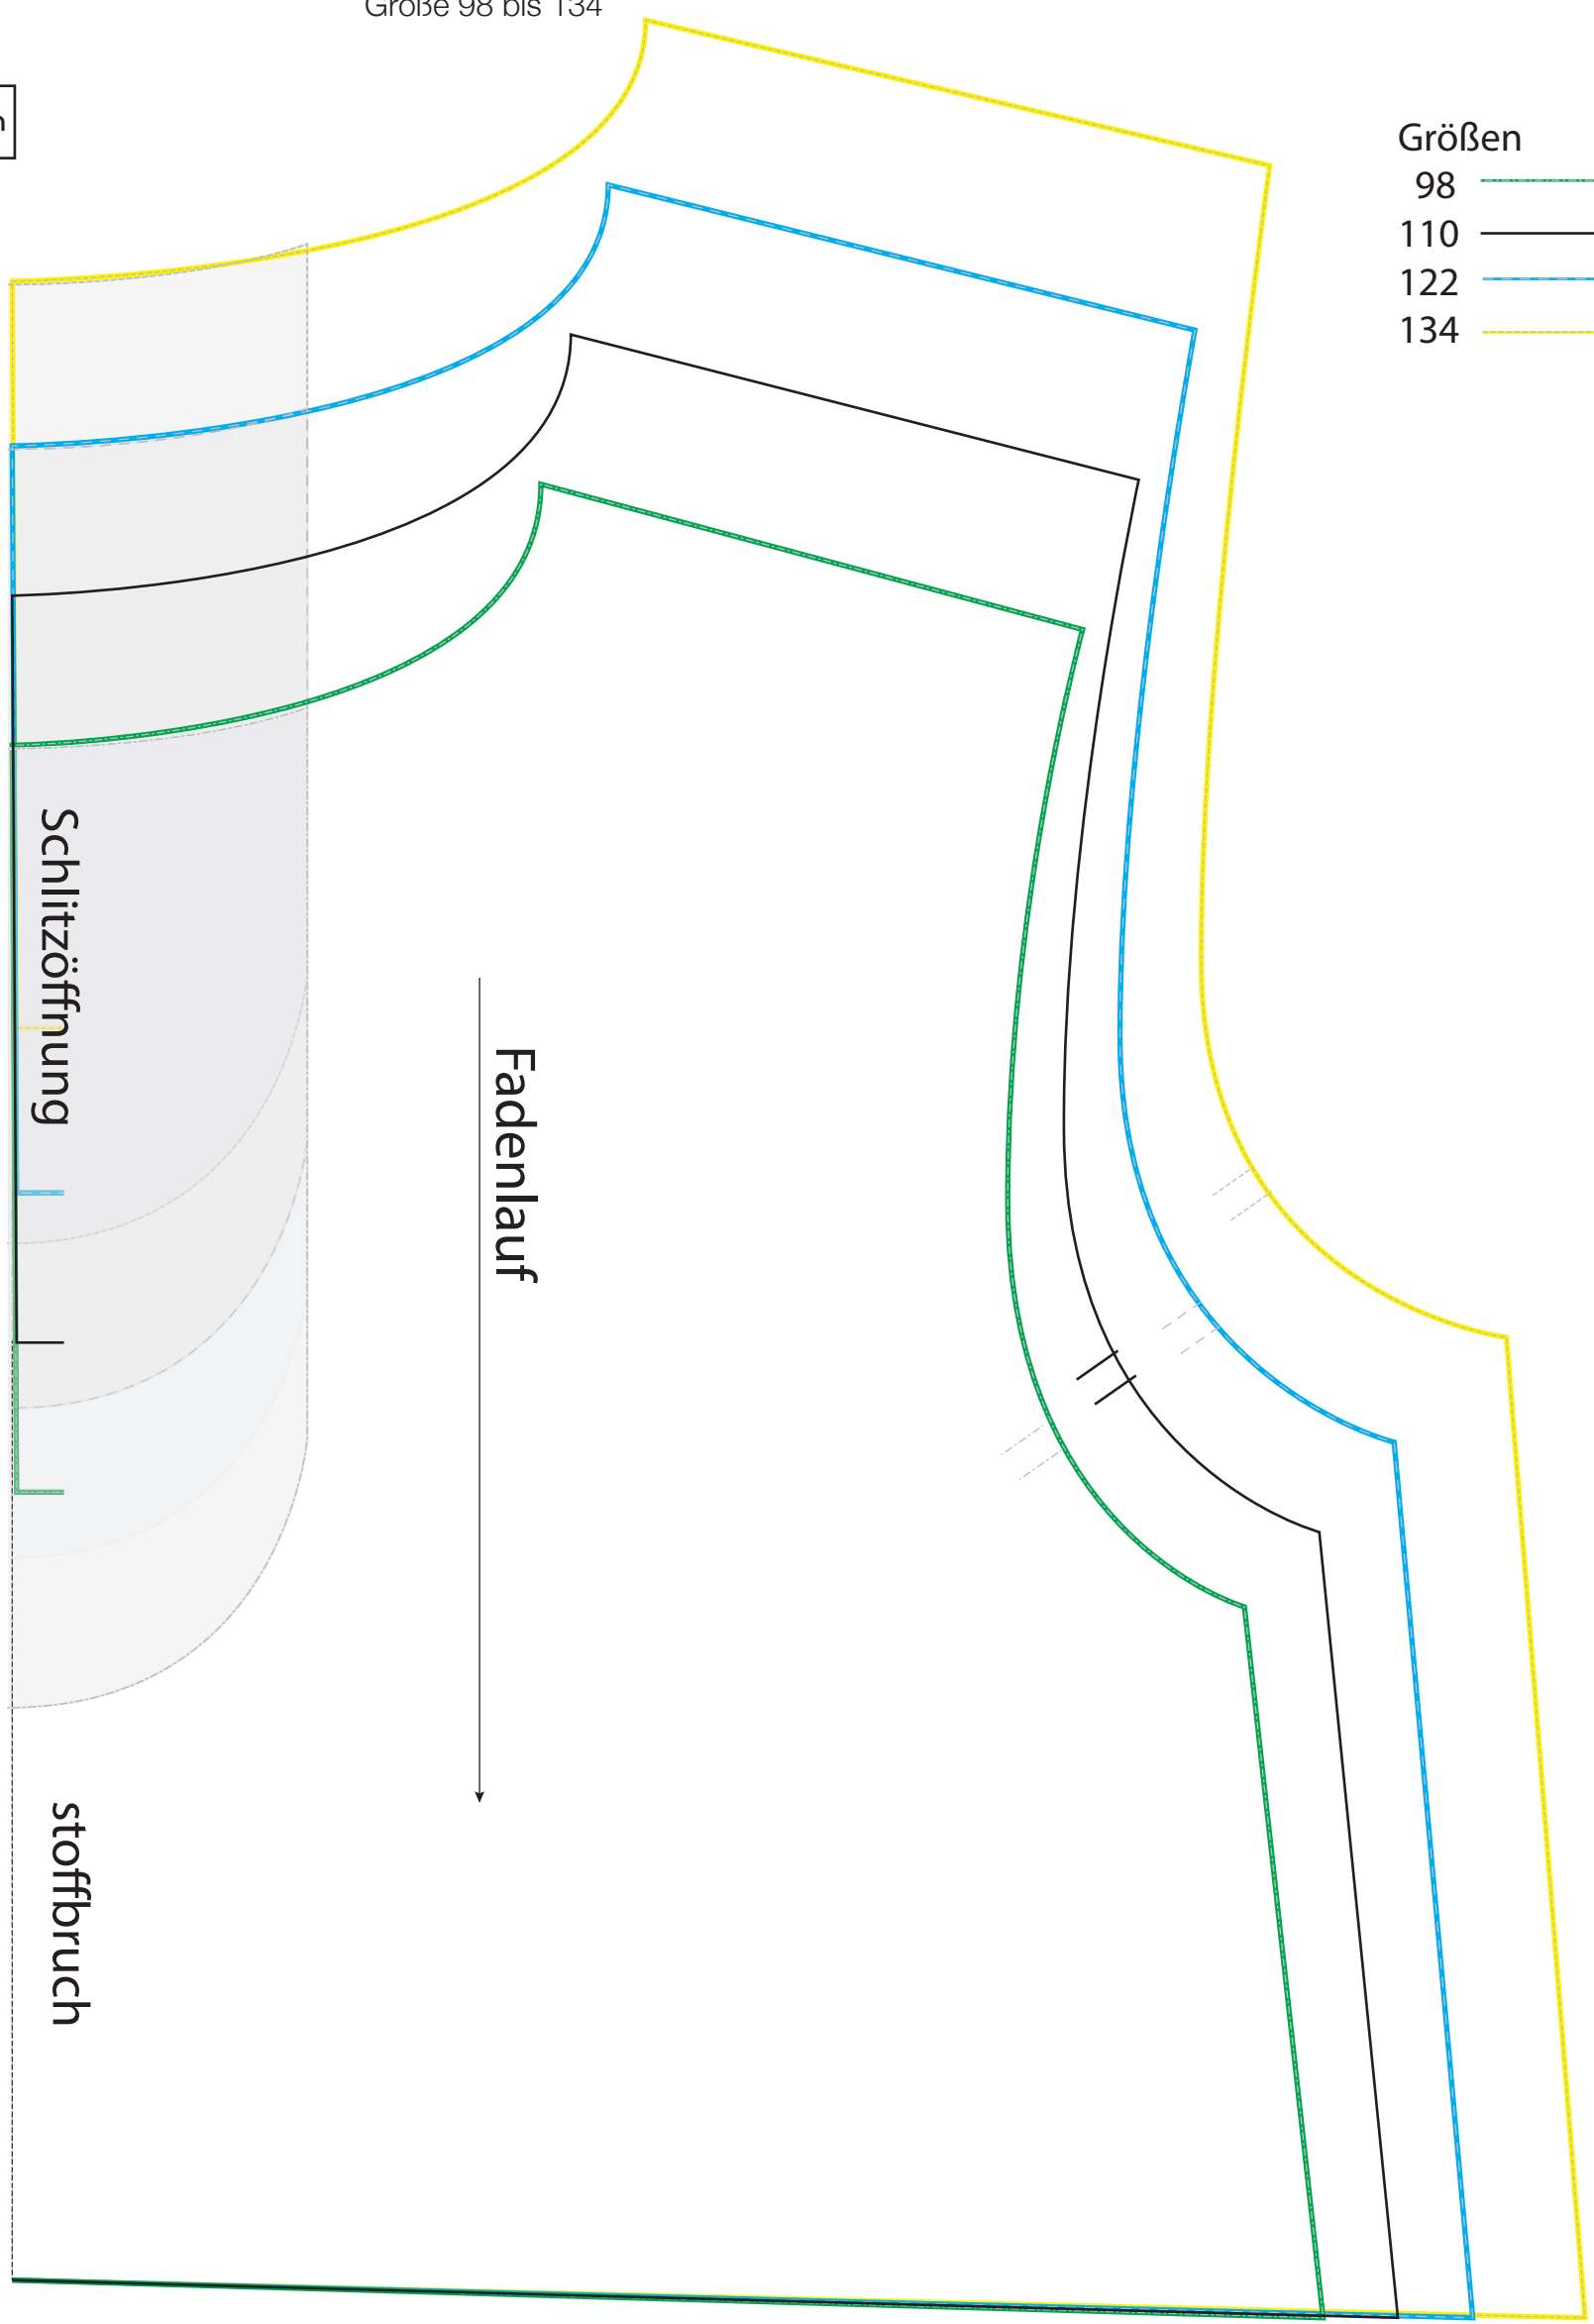 Größe 98 bis 134
Größen
98
110
122
134
Schlitzöffnung
Fadenlauf
stoffbruch